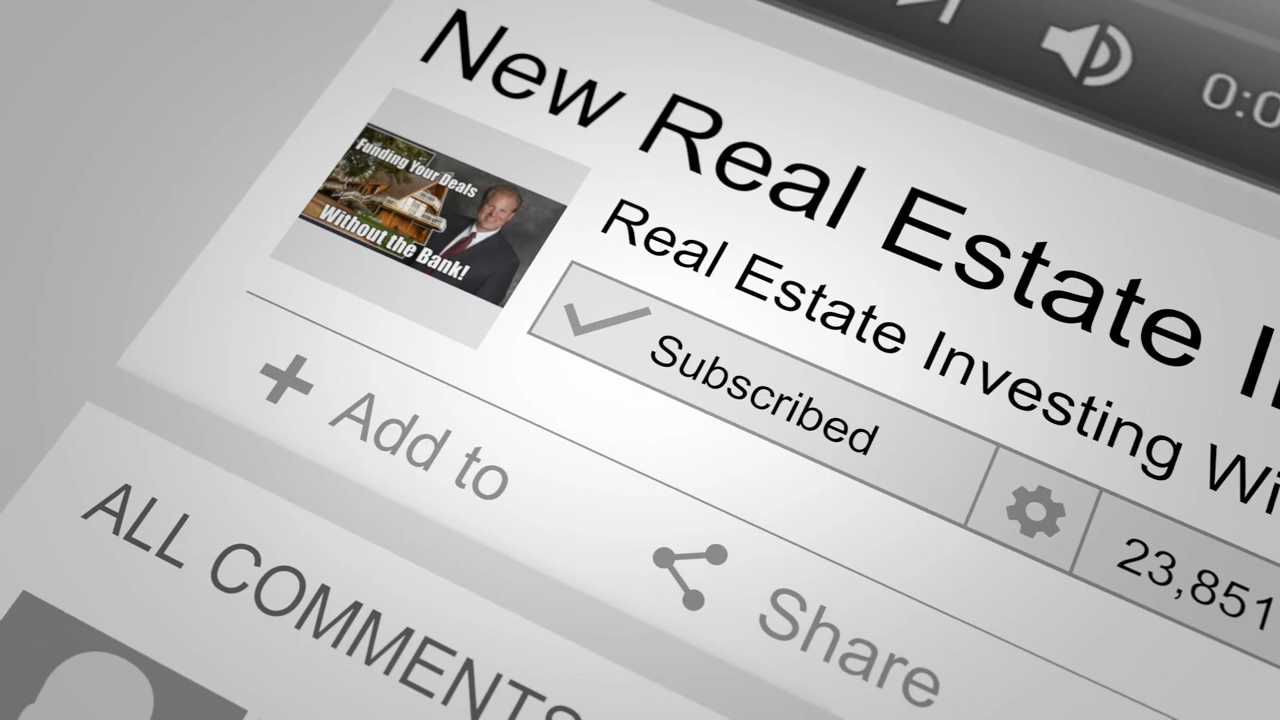 0:0
New Real Estate I
Funding Your Deals
Without the Bank!
Real Estate Investing Wi
Subscribed
23,851
Add to
Share
ALL COMMENTS